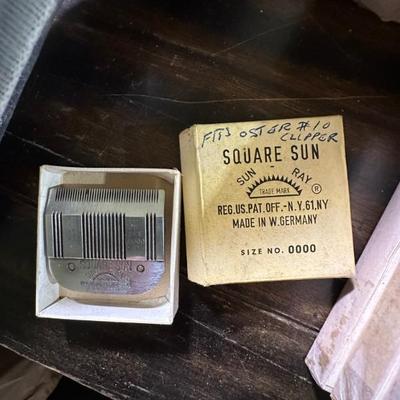 FITS OSTER #10
CLIPPER
SQUARE SUN
SUN RAY
TRADE MARK ®
REG.US.PAT.OFF.-N.Y.61,NY
MADE IN W.GERMANY
SIZE NO. 0000